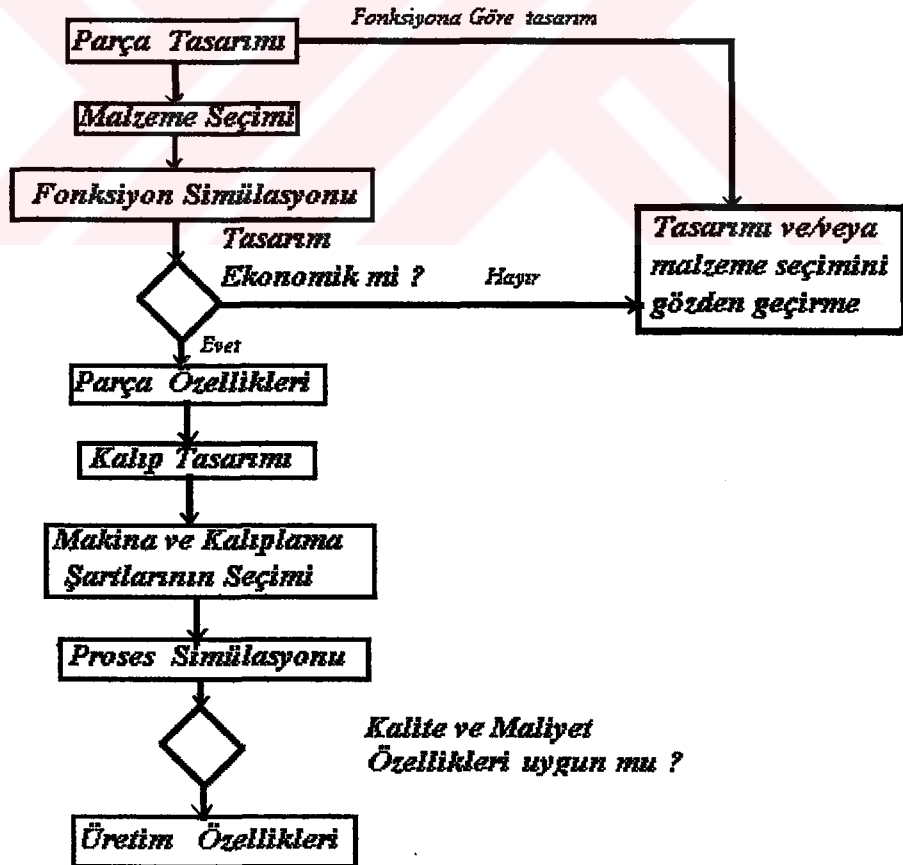 Fonksiyona Göre tasarım
Parça Tasarımı
Malzeme Seçimi
Fonksiyon Simülasyonu
Tasarım
Ekonomik mi ?
Hayır
Tasarımı ve/veya
malzeme seçimini
gözden geçirme
Evet
Parça Özellikleri
Kalıp Tasarımı
Makina ve Kalıplama
Şartlarının Seçimi
Proses Simülasyonu
Kalite ve Maliyet
Özellikleri uygun mu ?
Üretim Özellikleri